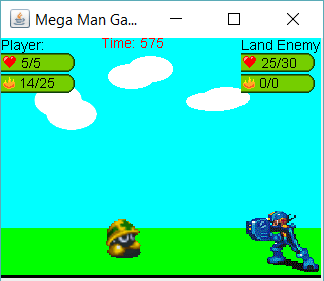 Mega Man Ga...
Player:
Time: 575
Land Enemy
5/5
25/30
14/25
0/0